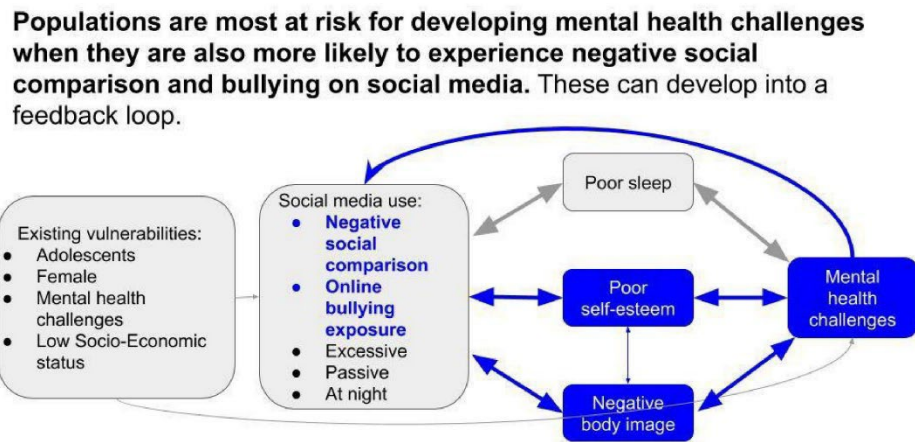 Populations are most at risk for developing mental health challenges
when they are also more likely to experience negative social
comparison and bullying on social media. These can develop into a
feedback loop.
Existing vulnerabilities:
● Adolescents
● Female
● Mental health
challenges
● Low Socio-Economic
status
Social media use:
● Negative
social
comparison
● Online
bullying
exposure
● Excessive
● Passive
● At night
Poor sleep
Poor
self-esteem
Negative
body image
Mental
health
challenges